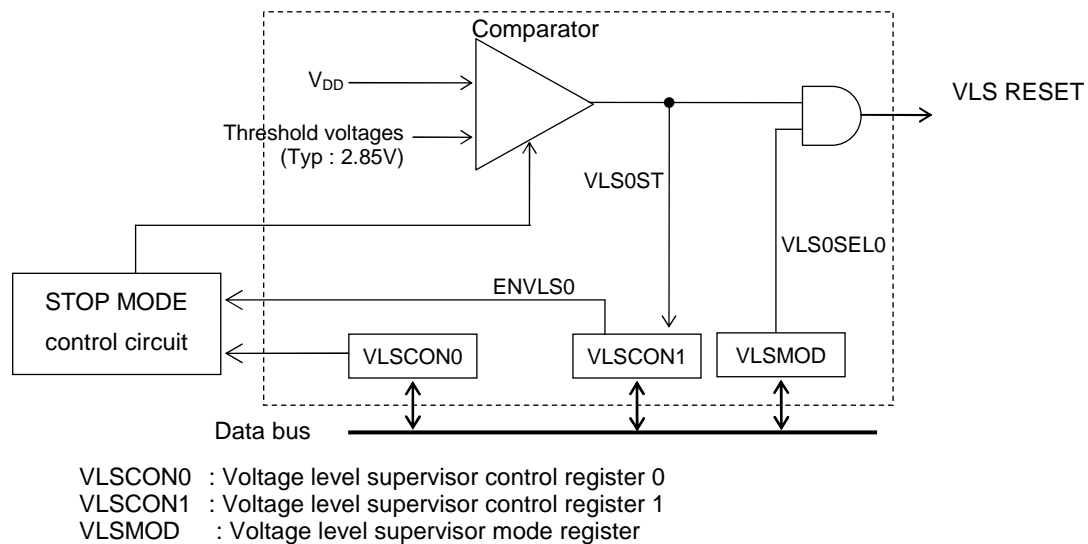 Comparator
V_DD
Threshold voltages
(Typ : 2.85V)
VLS RESET
VLS0ST
VLS0SEL0
STOP MODE
control circuit
ENVLS0
VLSCON0
VLSCON1
VLSMOD
Data bus
VLSCON0 : Voltage level supervisor control register 0
VLSCON1 : Voltage level supervisor control register 1
VLSMOD : Voltage level supervisor mode register